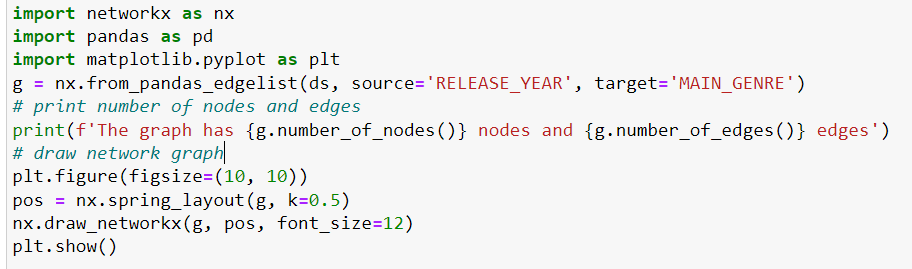 import networkx as nx
import pandas as pd
import matplotlib.pyplot as plt
g = nx.from_pandas_edgelist(ds, source='RELEASE_YEAR', target='MAIN_GENRE')
# print number of nodes and edges
print(f'The graph has {g.number_of_nodes()} nodes and {g.number_of_edges()} edges')
# draw network graph
plt.figure(figsize=(10, 10))
pos = nx.spring_layout(g, k=0.5)
nx.draw_networkx(g, pos, font_size=12)
plt.show()